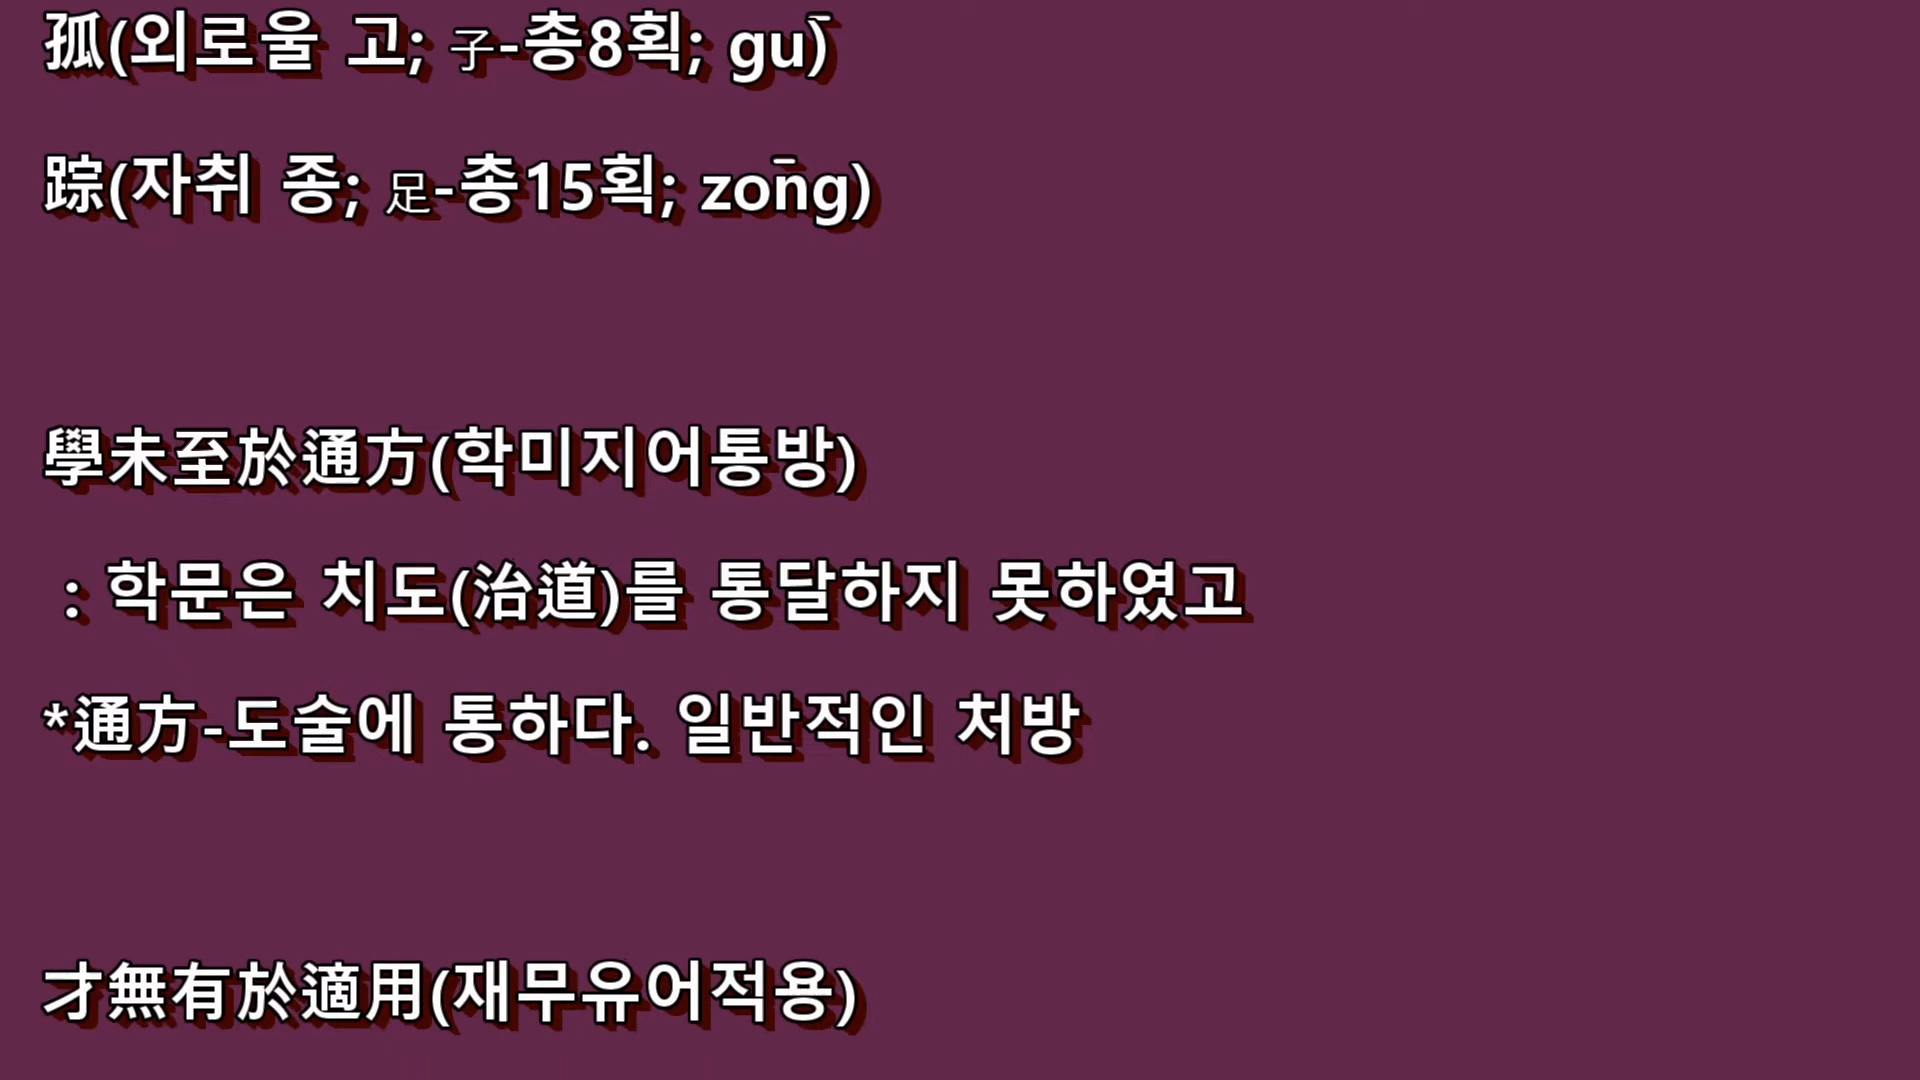 孤(외로울 고; 子-총8획; gū)
踪(자취 종; 足-총15획; zōng)
學未至於通方(학미지어통방)
: 학문은 치도(治道)를 통달하지 못하였고
*通方-도술에 통하다. 일반적인 처방
才無有於適用(재무유어적용)